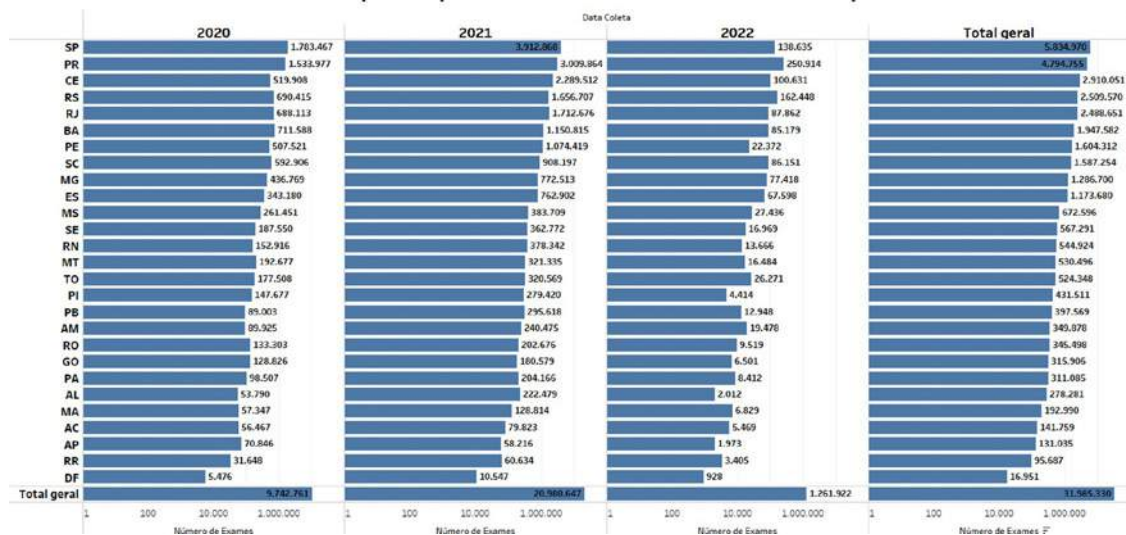 Data Coleta
2020 2021 2022 Total geral
SP 1.783.467 3.912.868 138.635 5.834.970
PR 1.533.977 3.009.864 250.914 4.794.755
CE 519.908 2.289.512 100.631 2.910.051
RS 690.415 1.656.707 162.448 2.509.570
RJ 688.113 1.712.676 87.862 2.488.651
BA 711.588 1.150.815 85.179 1.947.582
PE 507.521 1.074.419 22.372 1.604.312
SC 592.906 908.197 86.151 1.587.254
MG 436.769 772.513 77.418 1.286.700
ES 343.180 762.902 67.598 1.173.680
MS 261.451 383.709 27.436 672.596
SE 187.550 362.772 16.969 567.291
RN 152.916 378.342 13.666 544.924
MT 192.677 321.335 16.484 530.496
TO 177.508 320.569 26.271 524.348
PI 147.677 279.420 4.414 431.511
PB 89.003 295.618 12.948 397.569
AM 89.925 240.475 19.478 349.878
RO 133.303 202.676 9.519 345.498
GO 128.826 180.579 6.501 315.906
PA 98.507 204.166 8.412 311.085
AL 53.790 222.479 2.012 278.281
MA 57.347 128.814 6.829 192.990
AC 56.467 79.823 5.469 141.759
AP 70.846 58.216 1.973 131.035
RR 31.648 60.634 3.405 95.687
DF 5.476 10.547 928 16.951
Total geral 9.742.761 20.980.647 1.261.922 31.985.330
1 100 10.000 1.000.000 1 100 10.000 1.000.000 1 100 10.000 1.000.000 1 100 10.000 1.000.000
Número de Exames Número de Exames Número de Exames Número de Exames